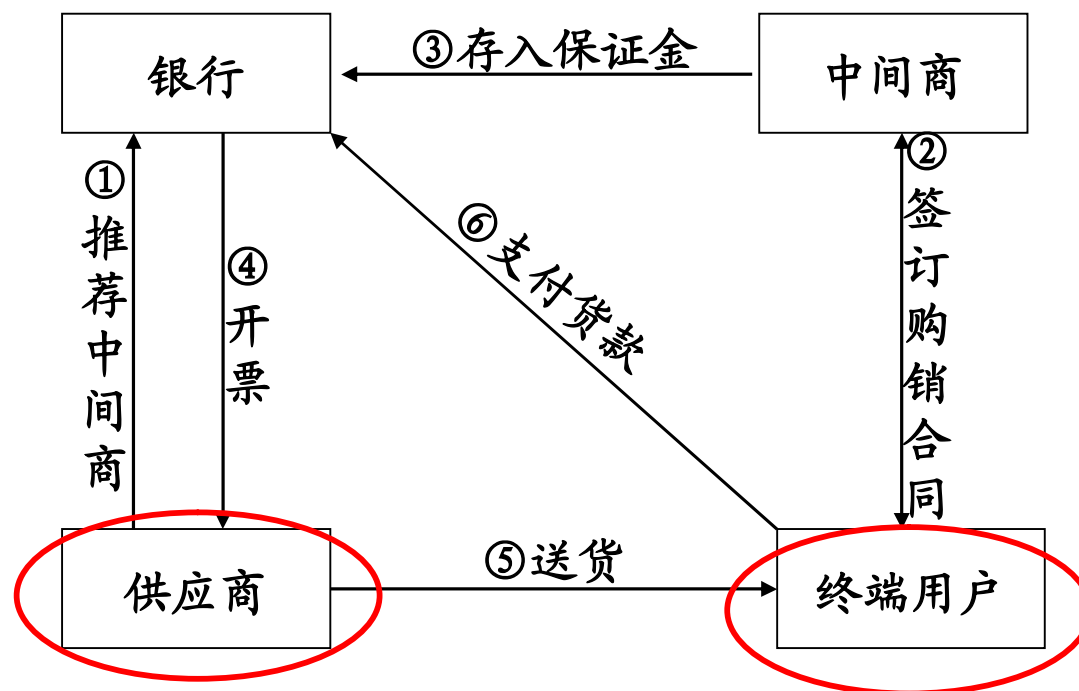 银行
③存入保证金
中间商
①推荐中间商
④开票
⑥支付货款
②签订购销合同
供应商
⑤送货
终端用户